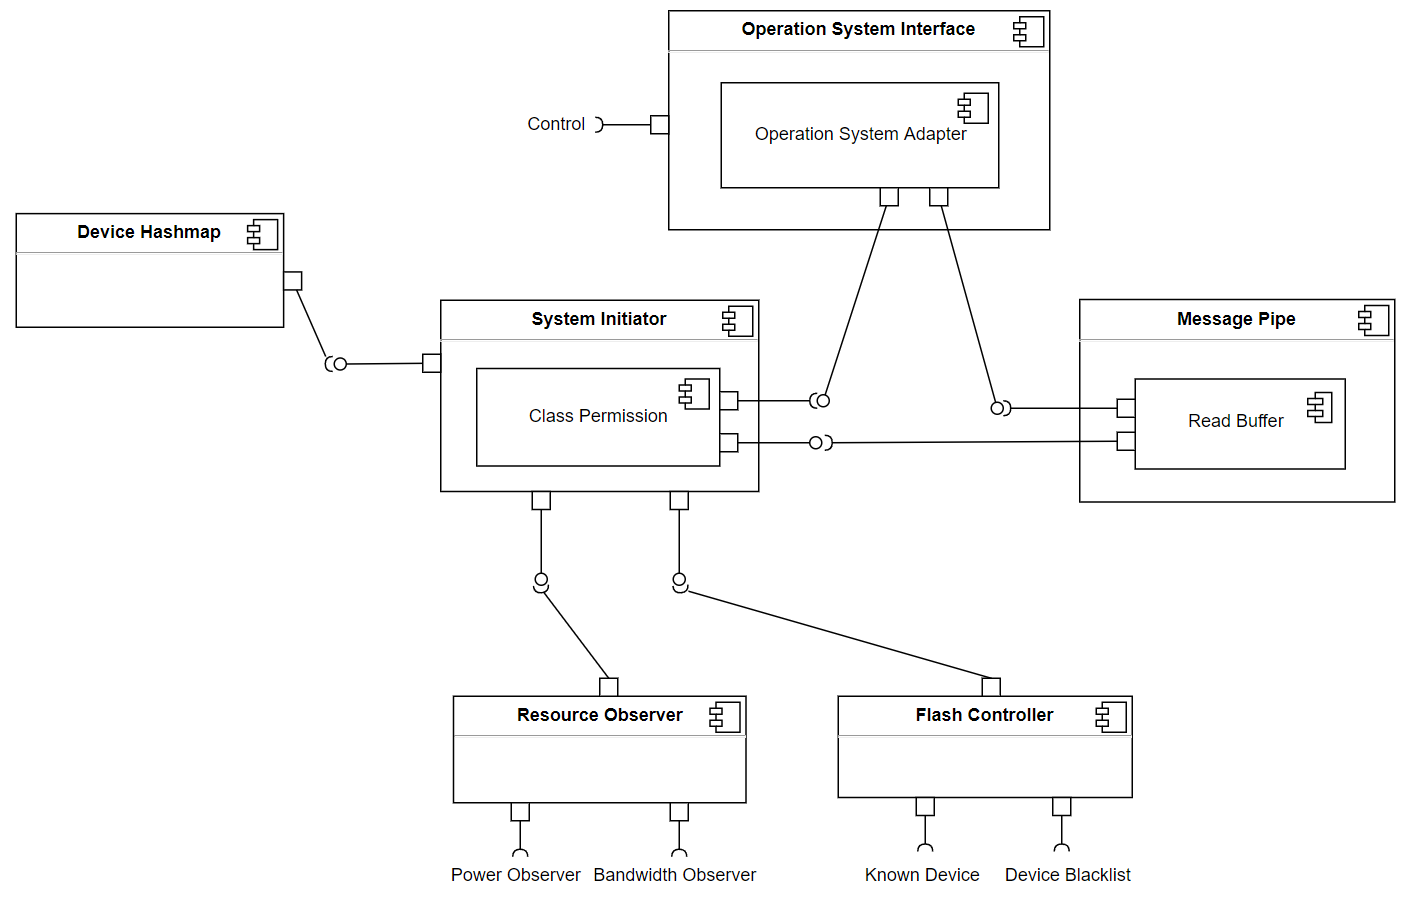 Operation System Interface
Control
Operation System Adapter
Device Hashmap
System Initiator
Message Pipe
Class Permission
Read Buffer
Resource Observer
Flash Controller
Power Observer
Bandwidth Observer
Known Device
Device Blacklist